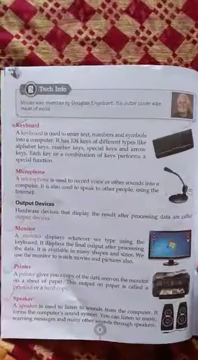 Tech Info
Mouse was invented by Douglas Engelbart. Its outer cover was
made of wood.
Keyboard
A keyboard is used to enter text, numbers and symbols
into a computer. It has 104 keys of different types like
alphabet keys, number keys, special keys and arrow
keys. Each key or a combination of keys performs a
special function.
Microphone
A microphone is used to record voice or other sounds into a
computer. It is also used to speak to other people, using the
Internet.
Output Devices
Hardware devices that display the result after processing data are called
output devices.
Monitor
A monitor displays whatever we type using the
keyboard. It displays the final output after processing
the data. It is available in many shapes and sizes. We
use the monitor to watch movies and pictures also.
Printer
A printer gives you a copy of the data seen on the monitor
on a sheet of paper. This output on paper is called a
printout or a hard copy.
Speaker
A speaker is used to listen to sounds from the computer. It
forms the computer's sound system. You can listen to music,
warning messages and many other sounds through speakers.